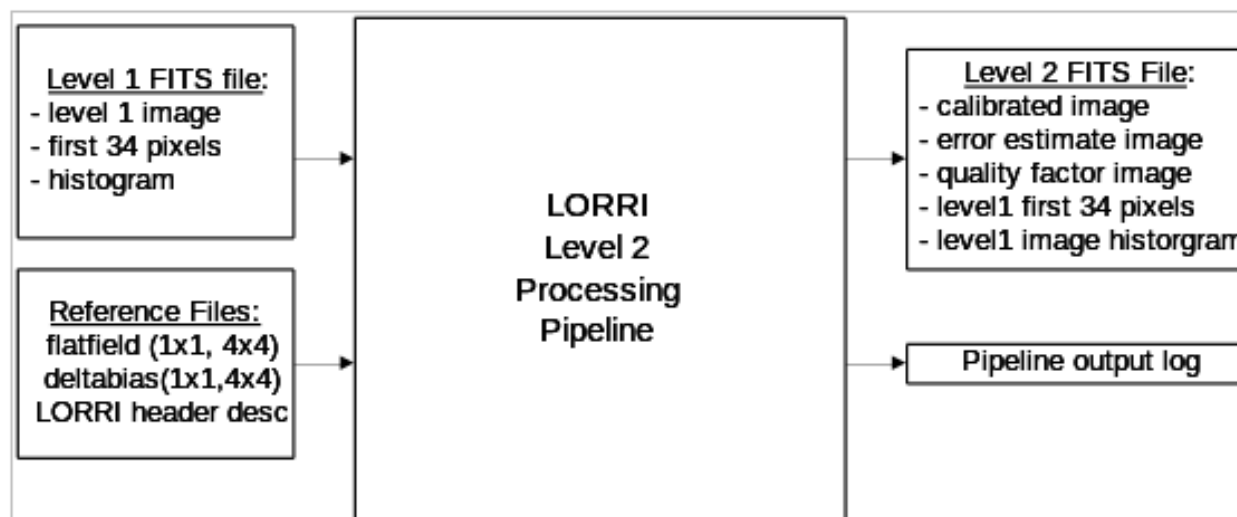 Level 1 FITS file:
- level 1 image
- first 34 pixels
- histogram
Reference Files:
flatfield (1x1, 4x4)
deltabias(1x1,4x4)
LORRI header desc
LORRI
Level 2
Processing
Pipeline
Level 2 FITS File:
- calibrated image
- error estimate image
- quality factor image
- level1 first 34 pixels
- level1 image historgram
Pipeline output log